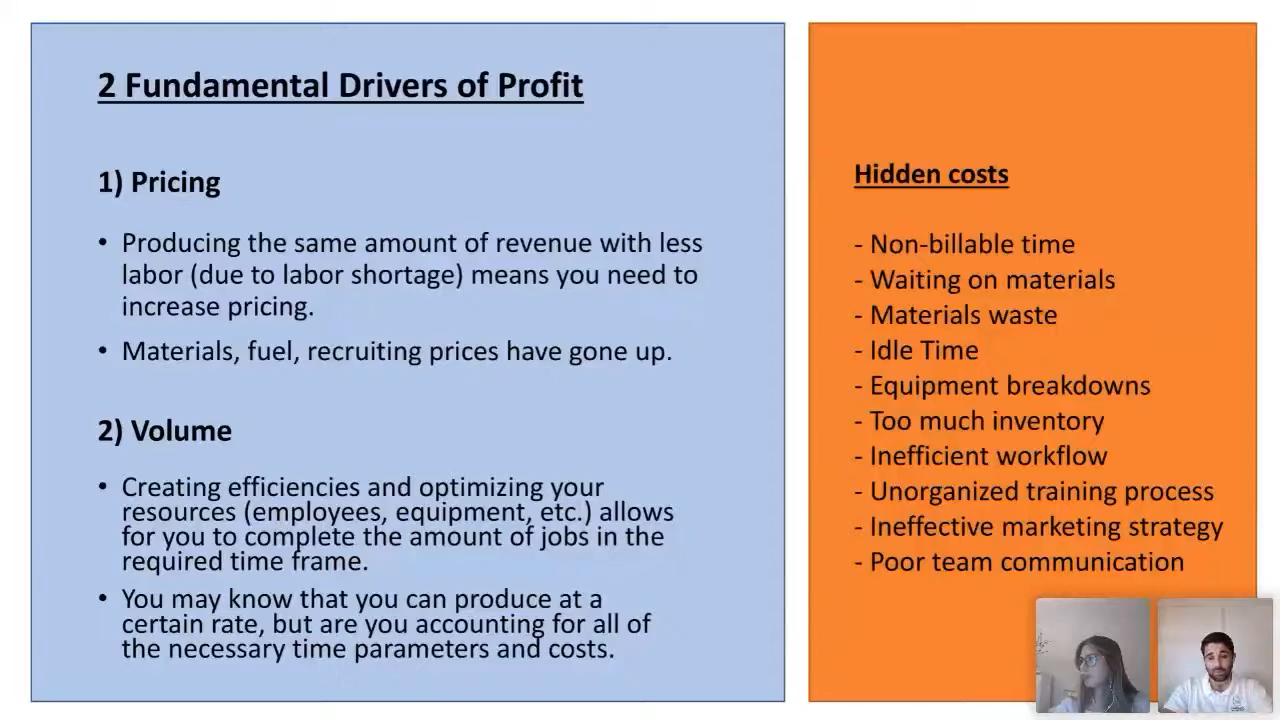 2 Fundamental Drivers of Profit
1) Pricing
• Producing the same amount of revenue with less
labor (due to labor shortage) means you need to
increase pricing.
• Materials, fuel, recruiting prices have gone up.
2) Volume
• Creating efficiencies and optimizing your
resources (employees, equipment, etc.) allows
for you to complete the amount of jobs in the
required time frame.
• You may know that you can produce at a
certain rate, but are you accounting for all of
the necessary time parameters and costs.
Hidden costs
- Non-billable time
- Waiting on materials
- Materials waste
- Idle Time
- Equipment breakdowns
- Too much inventory
- Inefficient workflow
- Unorganized training process
- Ineffective marketing strategy
- Poor team communication